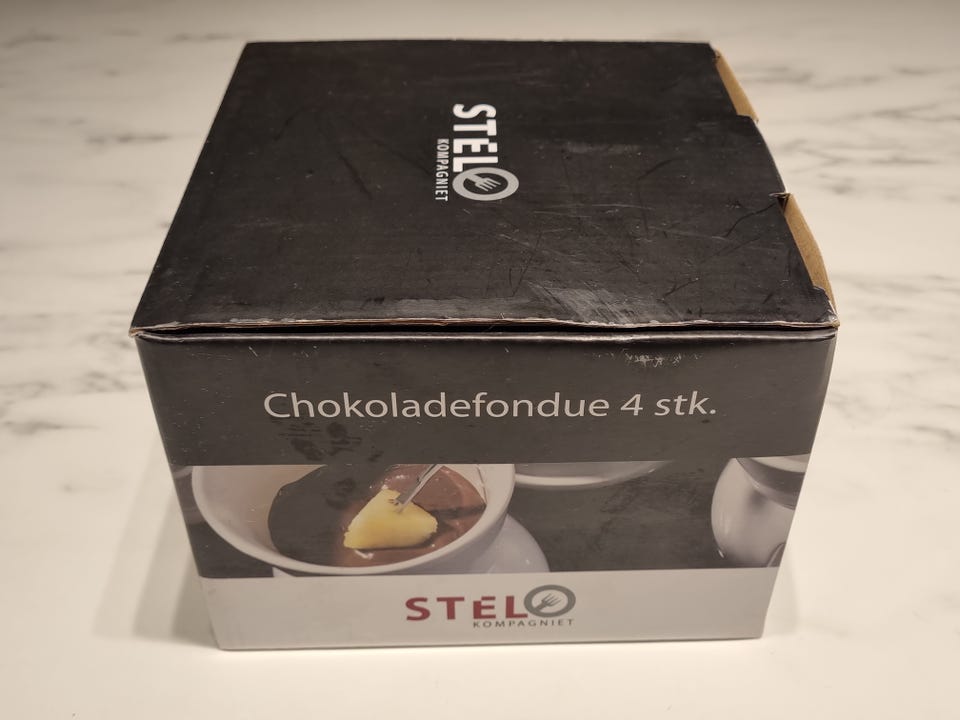 STELO
KOMPAGNIET
Chokoladefondue 4 stk.
STELO
KOMPAGNIET